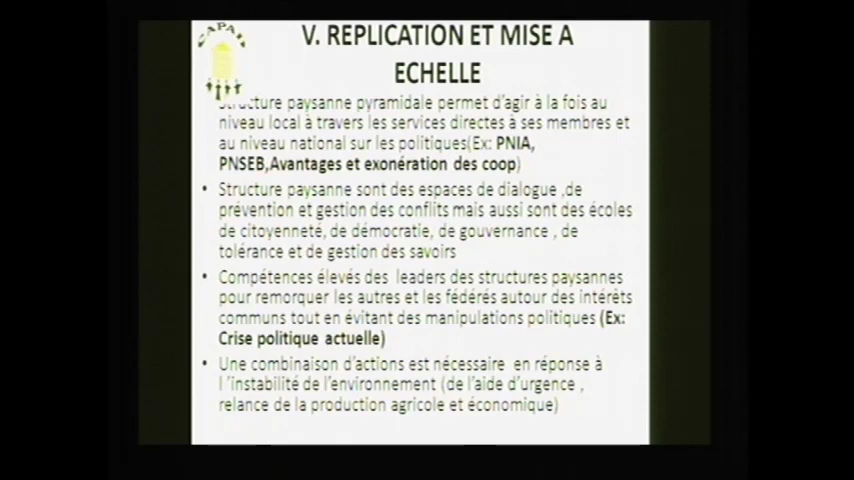 CAPAD
V. REPLICATION ET MISE A
ECHELLE
Structure paysanne pyramidale permet d'agir à la fois au
niveau local à travers les services directes à ses membres et
au niveau national sur les politiques(Ex: PNIA,
PNSEB,Avantages et exonération des coop)
• Structure paysanne sont des espaces de dialogue ,de
prévention et gestion des conflits mais aussi sont des écoles
de citoyenneté, de démocratie, de gouvernance , de
tolérance et de gestion des savoirs
• Compétences élevés des leaders des structures paysannes
pour remorquer les autres et les fédérés autour des intérêts
communs tout en évitant des manipulations politiques (Ex:
Crise politique actuelle)
• Une combinaison d'actions est nécessaire en réponse à
l 'instabilité de l'environnement (de l'aide d'urgence ,
relance de la production agricole et économique)